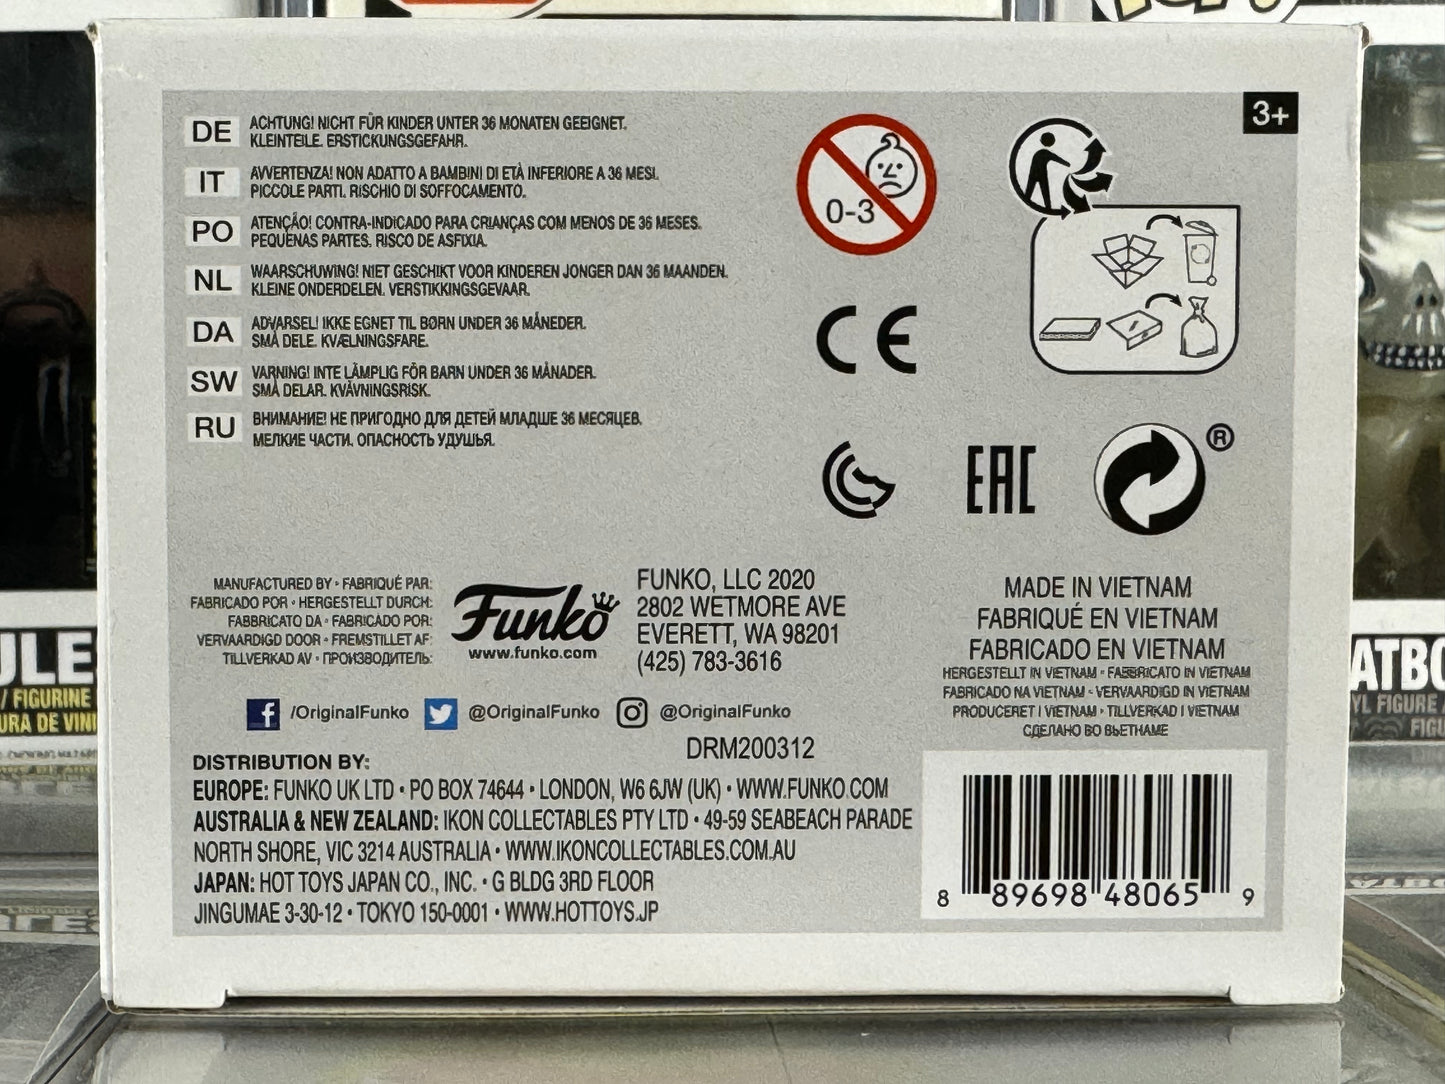 3+
DE ACHTUNG! NICHT FÜR KINDER UNTER 36 MONATEN GEEIGNET.
KLEINTEILE. ERSTICKUNGSGEFAHR.
IT AVVERTENZA! NON ADATTO A BAMBINI DI ETÀ INFERIORE A 36 MESI.
PICCOLE PARTI. RISCHIO DI SOFFOCAMENTO.
PO ATENÇÃO! CONTRA-INDICADO PARA CRIANÇAS COM MENOS DE 36 MESES.
PEQUENAS PARTES. RISCO DE ASFIXIA.
NL WAARSCHUWING! NIET GESCHIKT VOOR KINDEREN JONGER DAN 36 MAANDEN.
KLEINE ONDERDELEN. VERSTIKKINGSGEVAAR.
DA ADVARSEL! IKKE EGNET TIL BØRN UNDER 36 MÅNEDER.
SMÅ DELE. KVÆLNINGSFARE.
SW VARNING! INTE LÄMPLIG FÖR BARN UNDER 36 MÅNADER.
SMÅ DELAR. KVÄVNINGSRISK.
RU ВНИМАНИЕ! НЕ ПРИГОДНО ДЛЯ ДЕТЕЙ МЛАДШЕ 36 МЕСЯЦЕВ.
МЕЛКИЕ ЧАСТИ. ОПАСНОСТЬ УДУШЬЯ.
0-3
CE
EAC
®
MANUFACTURED BY • FABRIQUÉ PAR:
FABRICADO POR • HERGESTELLT DURCH:
FABBRICATO DA • FABRICADO POR:
VERVAARDIGD DOOR • FREMSTILLET AF:
TILLVERKAD AV • ПРОИЗВОДИТЕЛЬ:
Funko
www.funko.com
FUNKO, LLC 2020
2802 WETMORE AVE
EVERETT, WA 98201
(425) 783-3616
MADE IN VIETNAM
FABRIQUÉ EN VIETNAM
FABRICADO EN VIETNAM
HERGESTELLT IN VIETNAM • FABBRICATO IN VIETNAM
FABRICADO NA VIETNAM • VERVAARDIGD IN VIETNAM
PRODUCERET I VIETNAM • TILLVERKAD I VIETNAM
СДЕЛАНО ВО ВЬЕТНАМЕ
/OriginalFunko @OriginalFunko @OriginalFunko
DRM200312
DISTRIBUTION BY:
EUROPE: FUNKO UK LTD • PO BOX 74644 • LONDON, W6 6JW (UK) • WWW.FUNKO.COM
AUSTRALIA & NEW ZEALAND: IKON COLLECTABLES PTY LTD • 49-59 SEABEACH PARADE
NORTH SHORE, VIC 3214 AUSTRALIA • WWW.IKONCOLLECTABLES.COM.AU
JAPAN: HOT TOYS JAPAN CO., INC. • G BLDG 3RD FLOOR
JINGUMAE 3-30-12 • TOKYO 150-0001 • WWW.HOTTOYS.JP
8 89698 48065 9
ULE
/ FIGURINE
URA DE VINI
ATBO
YL FIGURE
FIGU